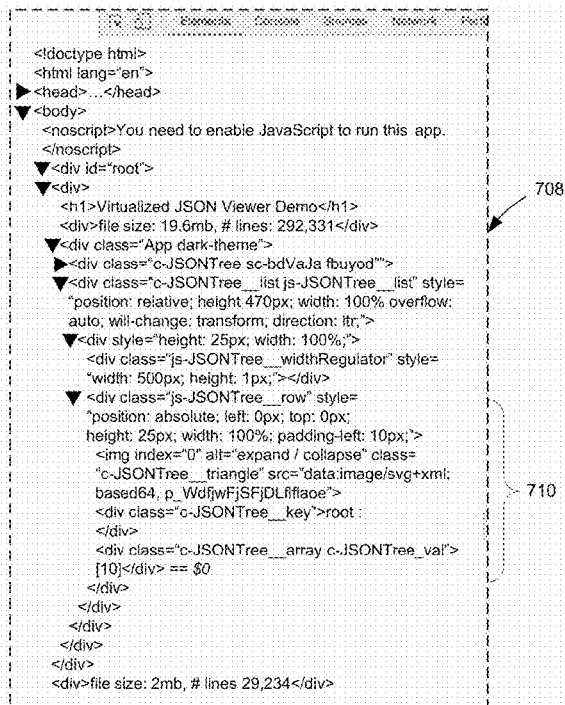 Elements Console Sources Network
<!doctype html>
<html lang="en">
<head>…</head>
<body>
<noscript>You need to enable JavaScript to run this app.
</noscript>
<div id="root">
<div>
<h1>Virtualized JSON Viewer Demo</h1>
708
<div>file size: 19.6mb, # lines: 292,331</div>
<div class="App dark-theme">
<div class="c-JSONTree sc-bdVaJa fbuyod"">
<div class="c-JSONTree__list js-JSONTree__list" style=
"position: relative; height 470px; width: 100% overflow:
auto; will-change: transform; direction: ltr;">
<div style="height: 25px; width: 100%;">
<div class="js-JSONTree__widthRegulator" style=
"width: 500px; height: 1px;"></div>
<div class="js-JSONTree__row" style=
"position: absolute; left: 0px; top: 0px;
height: 25px; width: 100%; padding-left: 10px;">
<img index="0" alt="expand / collapse" class=
"c-JSONTree__triangle" src="data:image/svg+xml;
710
<div class="c-JSONTree__key">root :
</div>
<div class="c-JSONTree__array c-JSONTree_val">
[10]</div> == $0
</div>
</div>
</div>
</div>
</div>
<div>file size: 2mb, # lines 29,234</div>